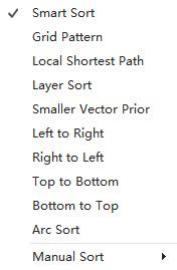 Smart Sort
Grid Pattern
Local Shortest Path
Layer Sort
Smaller Vector Prior
Left to Right
Right to Left
Top to Bottom
Bottom to Top
Arc Sort
Manual Sort